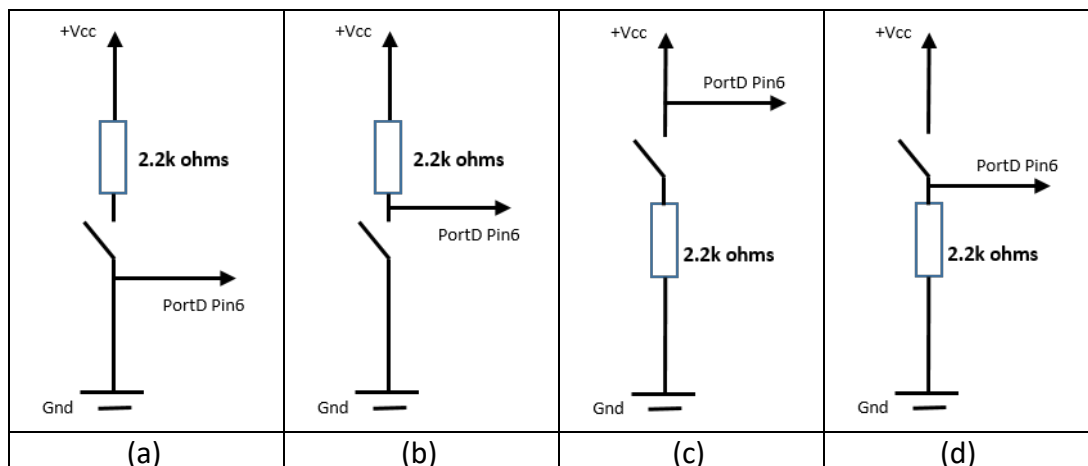 +Vcc
2.2k ohms
PortD Pin6
Gnd
(a)
+Vcc
2.2k ohms
PortD Pin6
Gnd
(b)
+Vcc
PortD Pin6
2.2k ohms
Gnd
(c)
+Vcc
PortD Pin6
2.2k ohms
Gnd
(d)